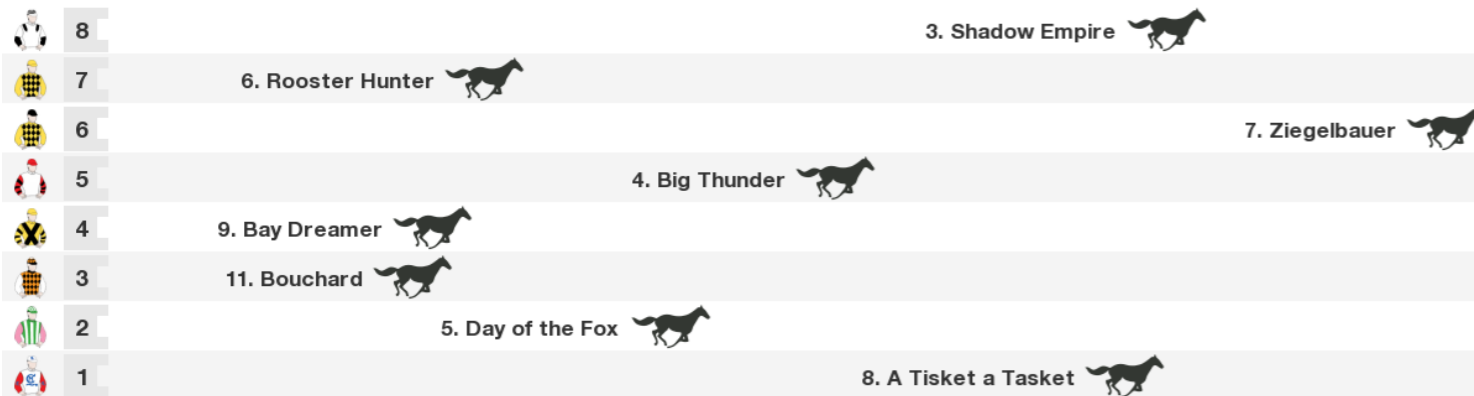 8 3. Shadow Empire
7 6. Rooster Hunter
6 7. Ziegelbauer
5 4. Big Thunder
4 9. Bay Dreamer
3 11. Bouchard
2 5. Day of the Fox
1 8. A Tisket a Tasket